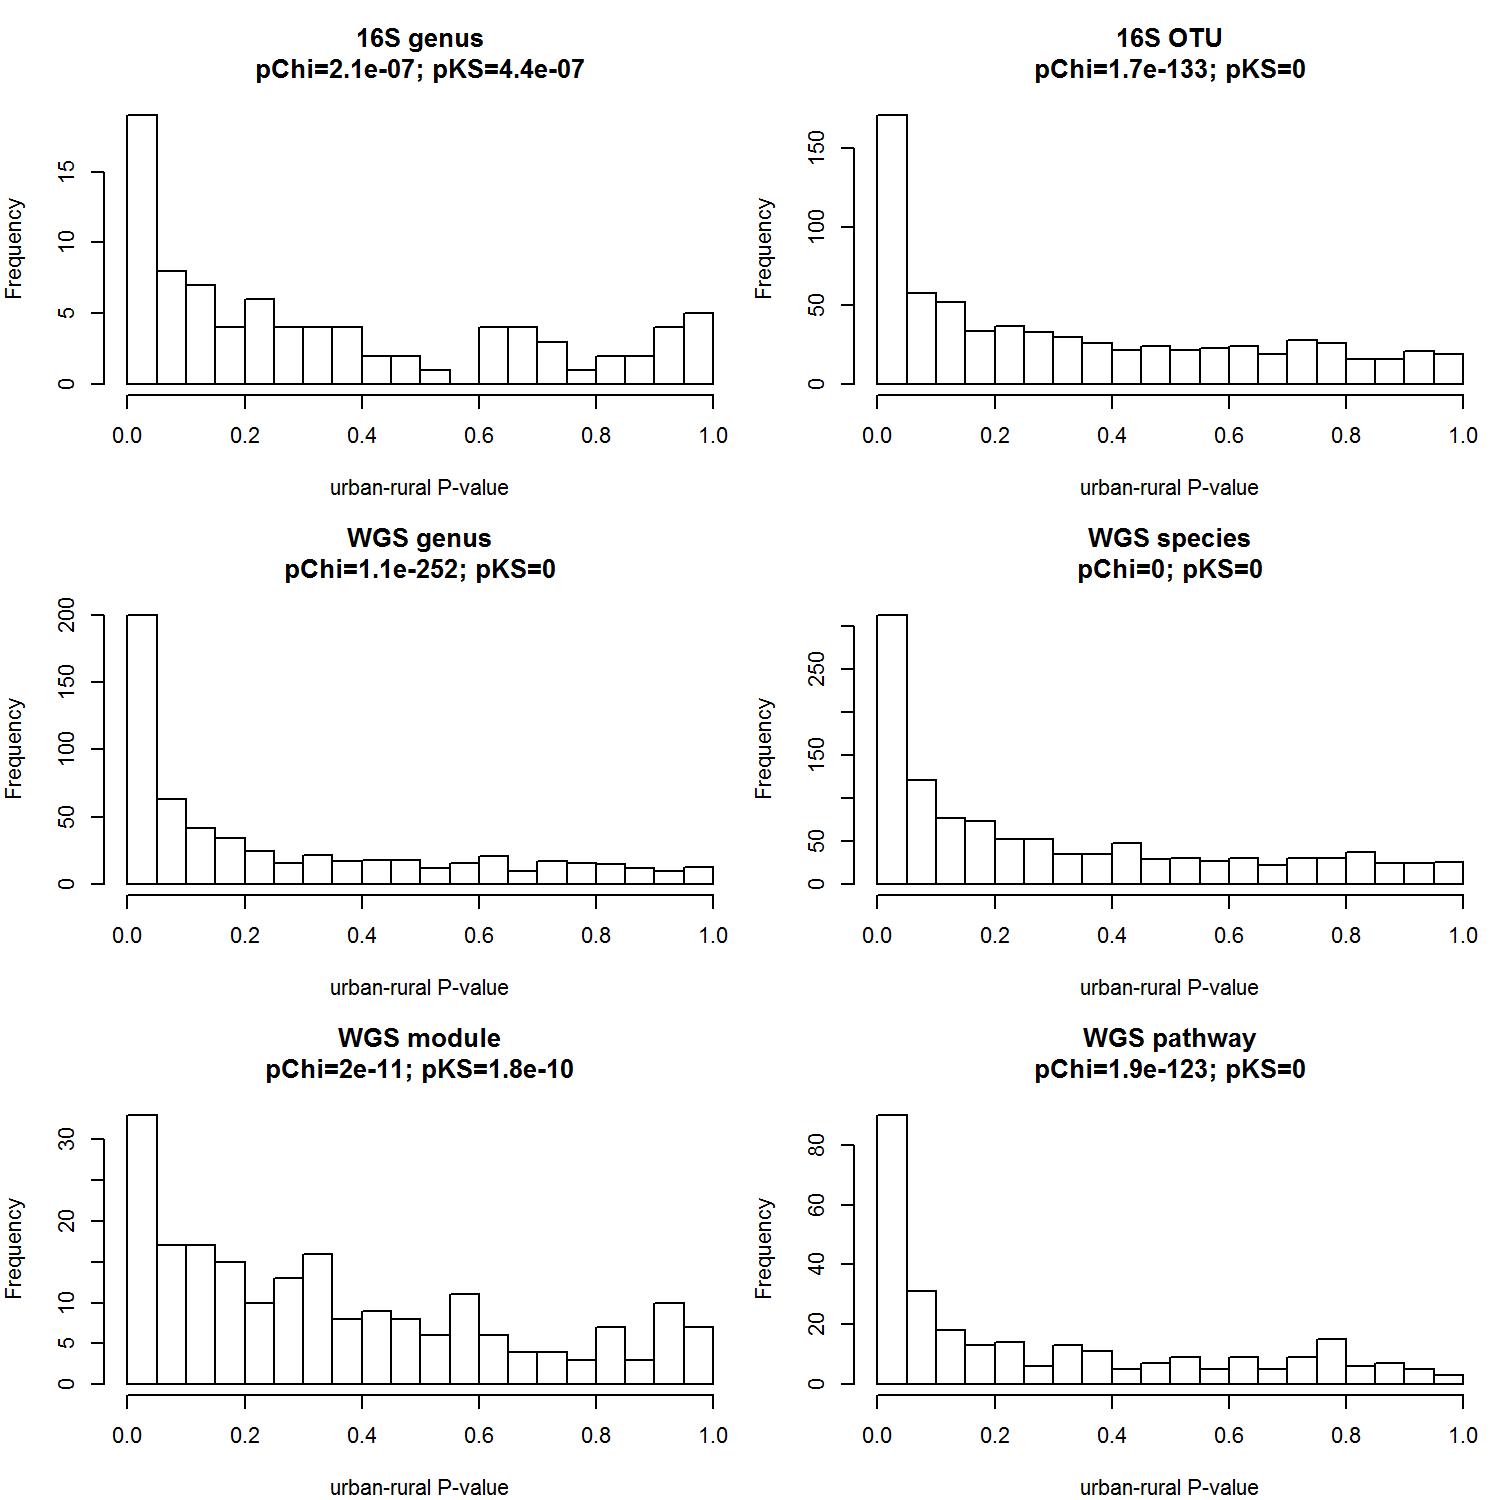 16S genus
pChi=2.1e-07; pKS=4.4e-07
Frequency
15
10
5
0
0.0 0.2 0.4 0.6 0.8 1.0
urban-rural P-value
16S OTU
pChi=1.7e-133; pKS=0
Frequency
150
100
50
0
0.0 0.2 0.4 0.6 0.8 1.0
urban-rural P-value
WGS genus
pChi=1.1e-252; pKS=0
Frequency
200
150
100
50
0
0.0 0.2 0.4 0.6 0.8 1.0
urban-rural P-value
WGS species
pChi=0; pKS=0
Frequency
250
150
50
0
0.0 0.2 0.4 0.6 0.8 1.0
urban-rural P-value
WGS module
pChi=2e-11; pKS=1.8e-10
Frequency
30
20
10
5
0
0.0 0.2 0.4 0.6 0.8 1.0
urban-rural P-value
WGS pathway
pChi=1.9e-123; pKS=0
Frequency
80
60
40
20
0
0.0 0.2 0.4 0.6 0.8 1.0
urban-rural P-value